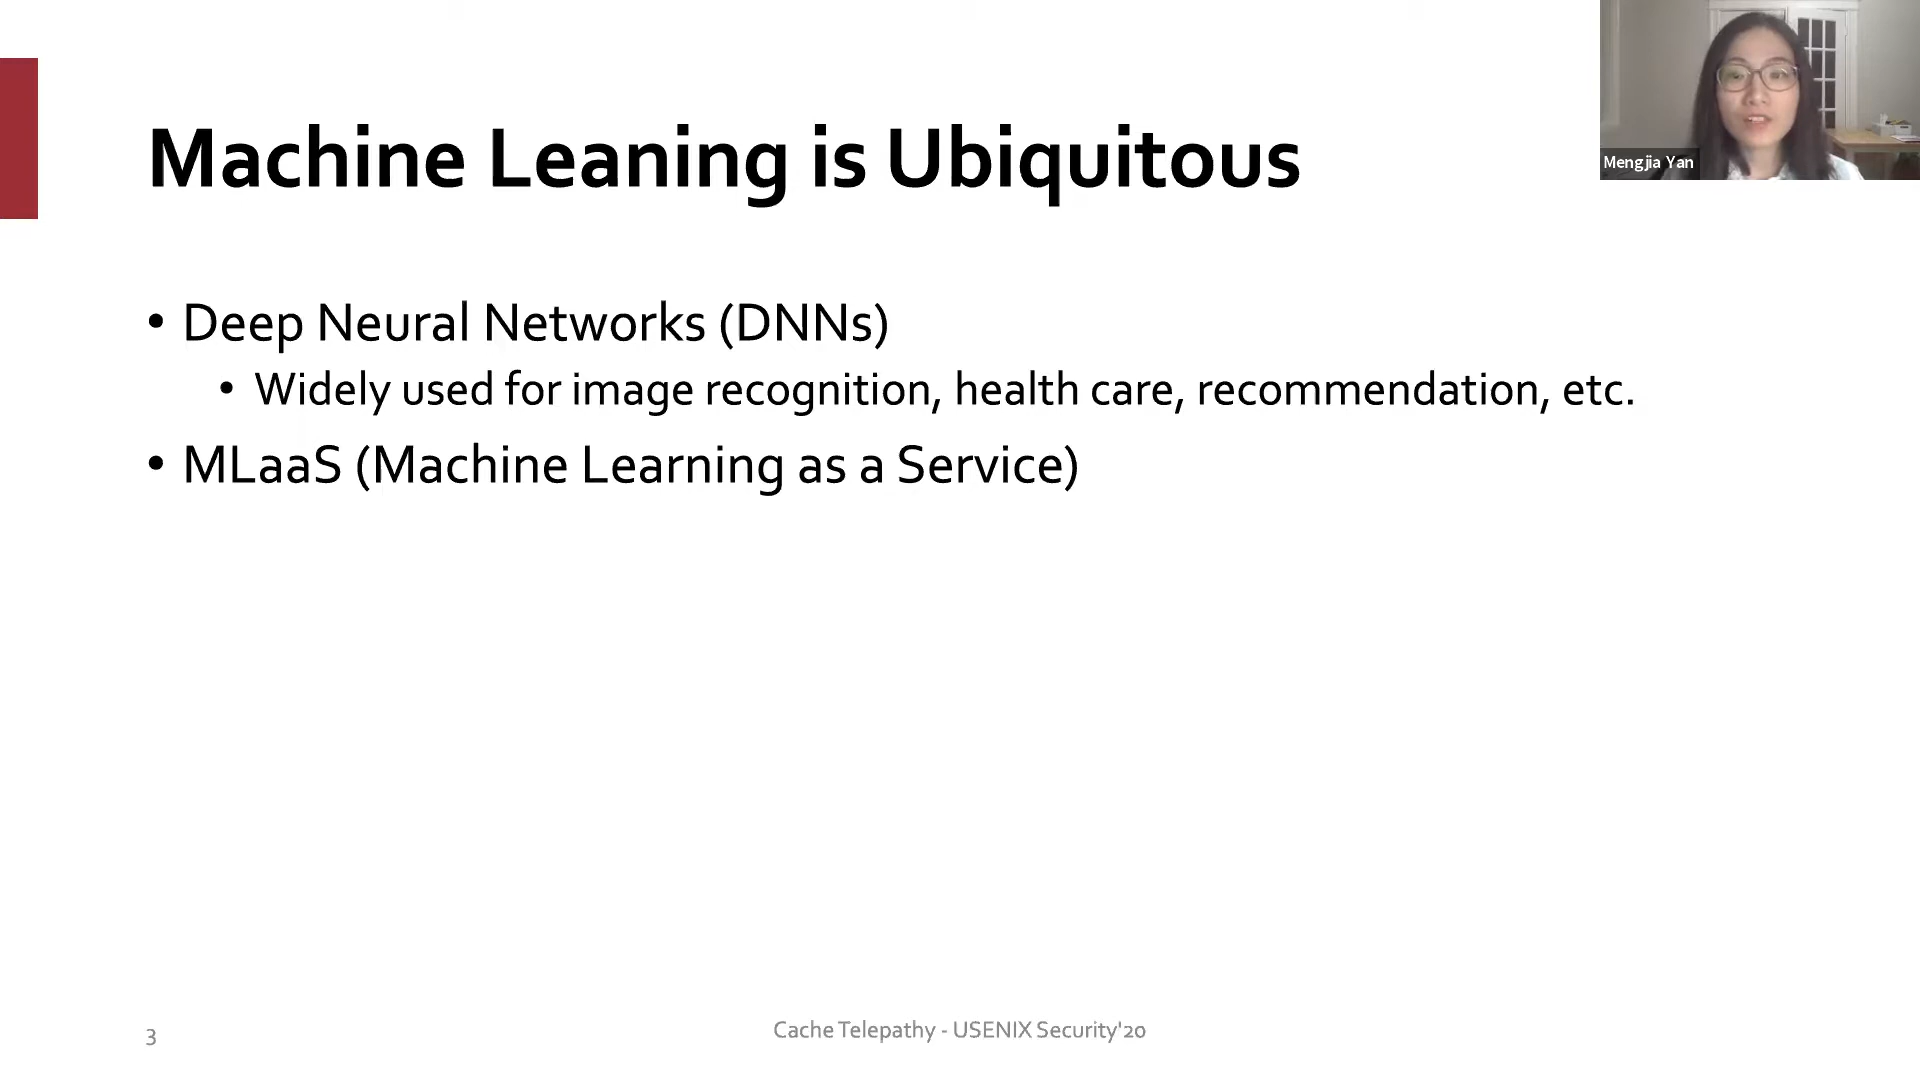 Machine Leaning is Ubiquitous
Mengjia Yan
• Deep Neural Networks (DNNs)
• Widely used for image recognition, health care, recommendation, etc.
• MLaaS (Machine Learning as a Service)
3
Cache Telepathy - USENIX Security'20